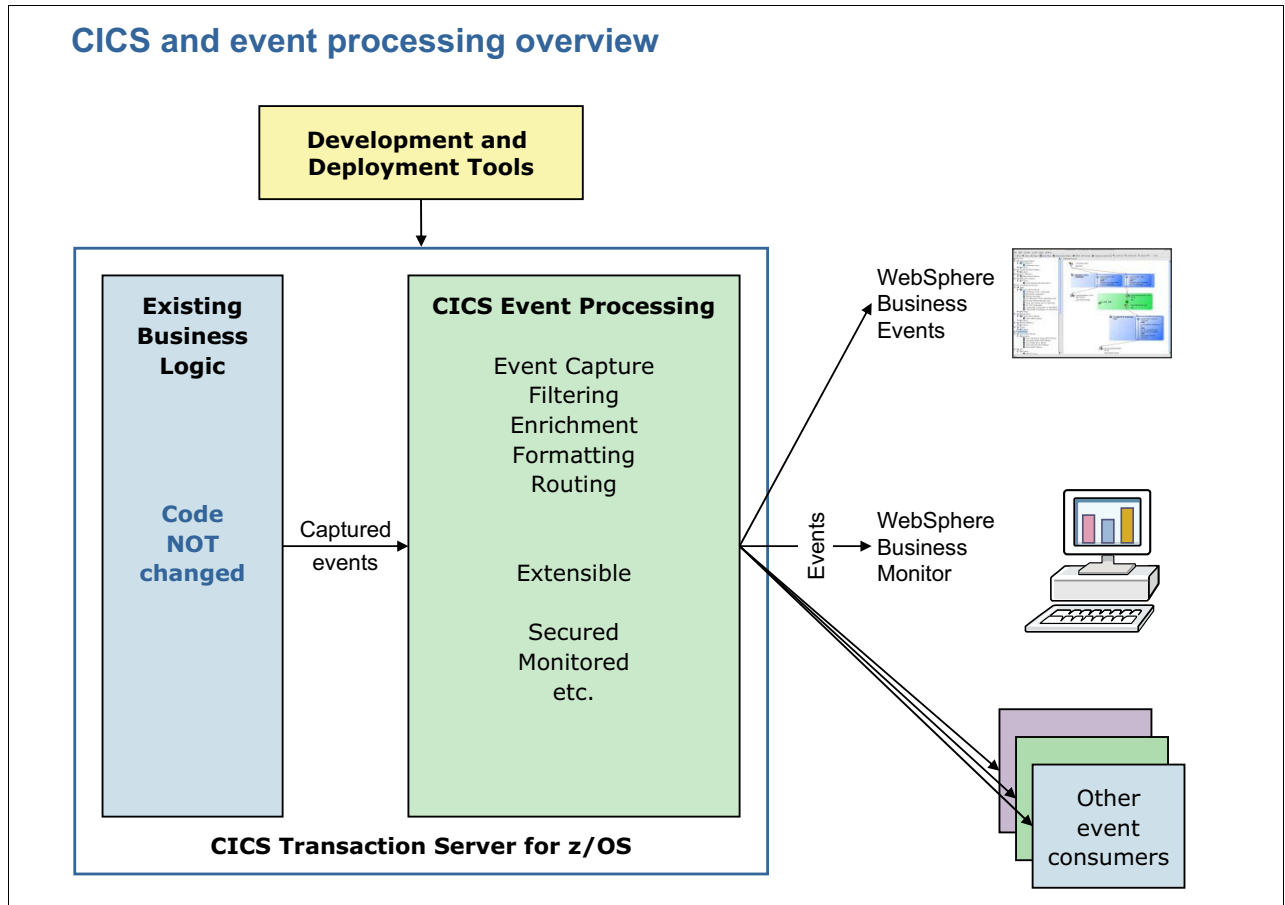 CICS and event processing overview
Development and
Deployment Tools
Existing
Business
Logic
Code
NOT
changed
Captured
events
CICS Event Processing
Event Capture
Filtering
Enrichment
Formatting
Routing
Extensible
Secured
Monitored
etc.
CICS Transaction Server for z/OS
Events
WebSphere
Business
Events
WebSphere
Business
Monitor
Other
event
consumers